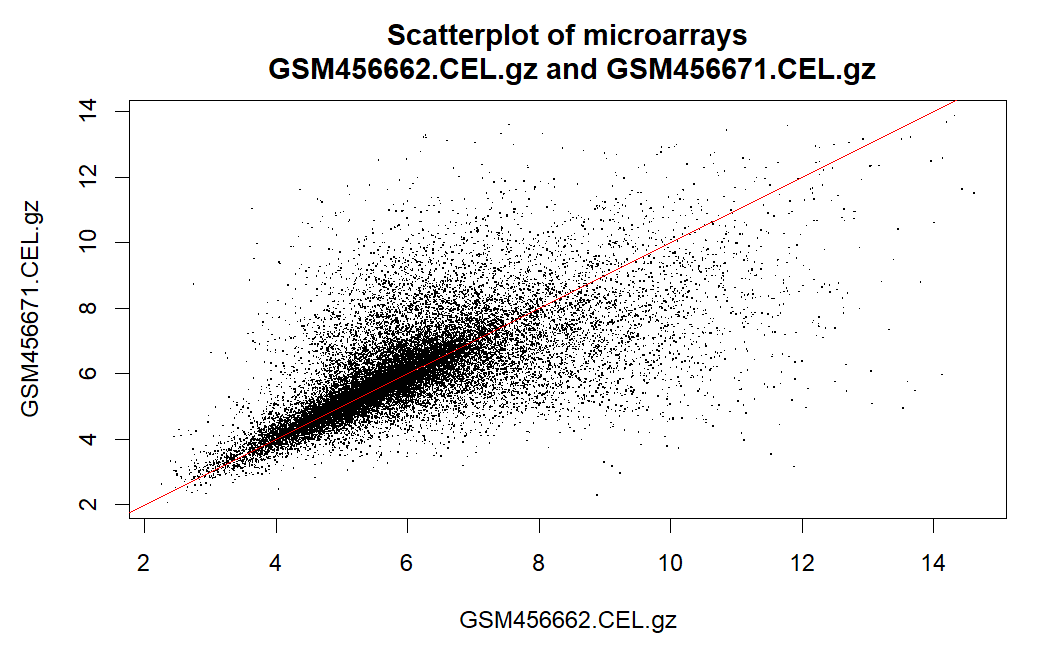 Scatterplot of microarrays
GSM456662.CEL.gz and GSM456671.CEL.gz
GSM456671.CEL.gz
14
12
10
8
6
4
2
2 4 6 8 10 12 14
GSM456662.CEL.gz